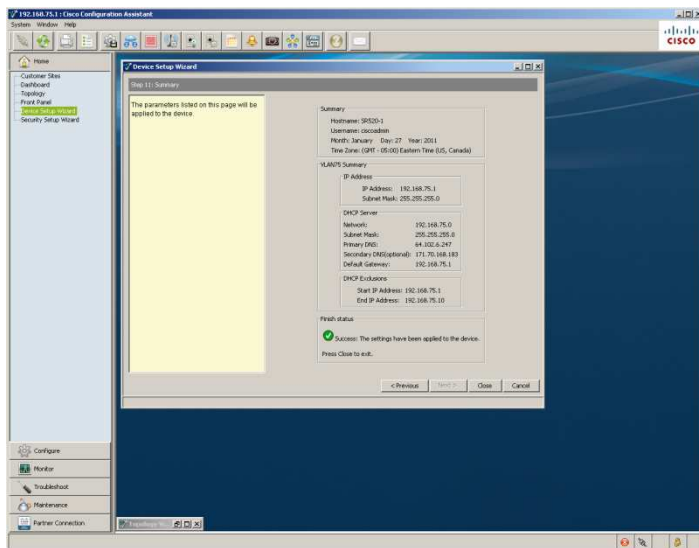 192.168.75.1 : Cisco Configuration Assistant
System Window Help
CISCO
Home
Customer Sites
Dashboard
Topology
Front Panel
Device Setup Wizard
Security Setup Wizard
Device Setup Wizard
Step 11: Summary
The parameters listed on this page will be
applied to the device.
Summary
Hostname: SR520-1
Username: ciscoadmin
Month: January Day: 27 Year: 2011
Time Zone: (GMT - 05:00) Eastern Time (US, Canada)
VLAN75 Summary
IP Address
IP Address: 192.168.75.1
Subnet Mask: 255.255.255.0
DHCP Server
Network: 192.168.75.0
Subnet Mask: 255.255.255.0
Primary DNS: 64.102.6.247
Secondary DNS(optional): 171.70.168.183
Default Gateway: 192.168.75.1
DHCP Exclusions
Start IP Address: 192.168.75.1
End IP Address: 192.168.75.10
Finish status
Success: The settings have been applied to the device.
Press Close to exit.
< Previous Next > Close Cancel
Configure
Monitor
Troubleshoot
Maintenance
Partner Connection
Topology